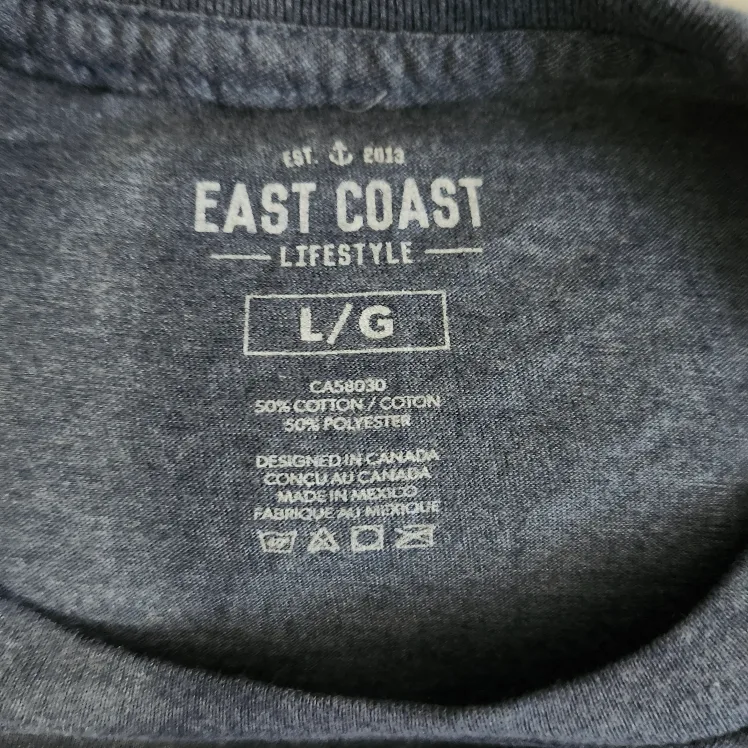 EST. 2013
EAST COAST
LIFESTYLE
L/G
CA58030
50% COTTON / COTON
50% POLYESTER
DESIGNED IN CANADA
CONCU AU CANADA
MADE IN MEXICO
FABRIQUE AU MEXIQUE